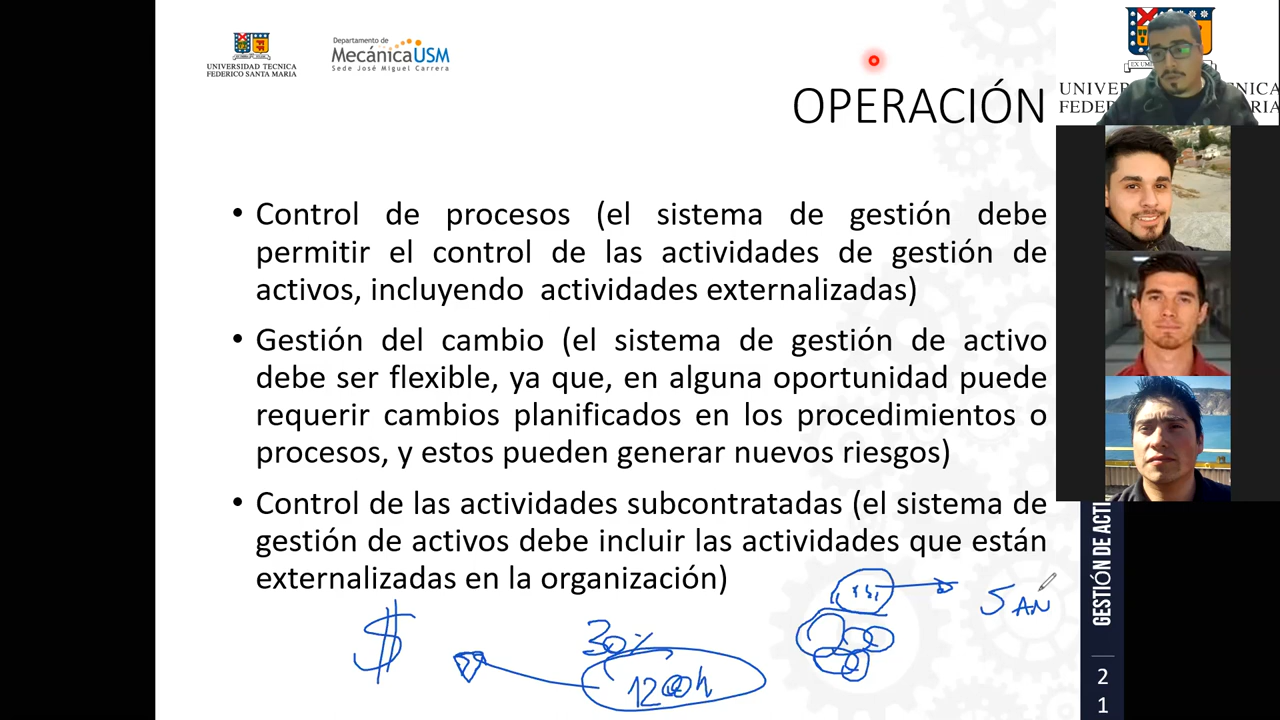 UNIVERSIDAD TECNICA
FEDERICO SANTA MARIA
Departamento de
MecánicaUSM
Sede José Miguel Carrera
OPERACIÓN
• Control de procesos (el sistema de gestión debe
permitir el control de las actividades de gestión de
activos, incluyendo actividades externalizadas)
• Gestión del cambio (el sistema de gestión de activo
debe ser flexible, ya que, en alguna oportunidad puede
requerir cambios planificados en los procedimientos o
procesos, y estos pueden generar nuevos riesgos)
• Control de las actividades subcontratadas (el sistema de
gestión de activos debe incluir las actividades que están
externalizadas en la organización)
$
30%
1200h
5 AN
GESTIÓN DE ACTI
2
1